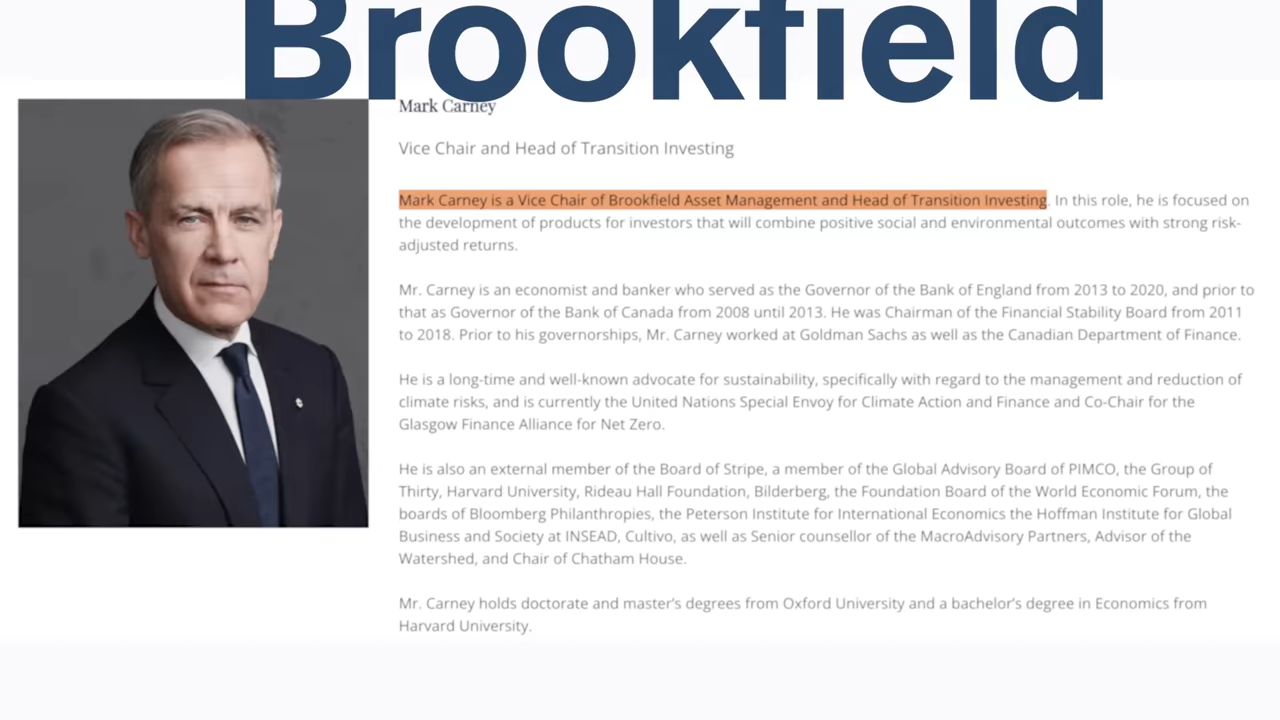 Brookfield
Mark Carney
Vice Chair and Head of Transition Investing
Mark Carney is a Vice Chair of Brookfield Asset Management and Head of Transition Investing. In this role, he is focused on
the development of products for investors that will combine positive social and environmental outcomes with strong risk-
adjusted returns.
Mr. Carney is an economist and banker who served as the Governor of the Bank of England from 2013 to 2020, and prior to
that as Governor of the Bank of Canada from 2008 until 2013. He was Chairman of the Financial Stability Board from 2011
to 2018. Prior to his governorships, Mr. Carney worked at Goldman Sachs as well as the Canadian Department of Finance.
He is a long-time and well-known advocate for sustainability, specifically with regard to the management and reduction of
climate risks, and is currently the United Nations Special Envoy for Climate Action and Finance and Co-Chair for the
Glasgow Finance Alliance for Net Zero.
He is also an external member of the Board of Stripe, a member of the Global Advisory Board of PIMCO, the Group of
Thirty, Harvard University, Rideau Hall Foundation, Bilderberg, the Foundation Board of the World Economic Forum, the
boards of Bloomberg Philanthropies, the Peterson Institute for International Economics the Hoffman Institute for Global
Business and Society at INSEAD, Cultivo, as well as Senior counsellor of the MacroAdvisory Partners, Advisor of the
Watershed, and Chair of Chatham House.
Mr. Carney holds doctorate and master's degrees from Oxford University and a bachelor's degree in Economics from
Harvard University.